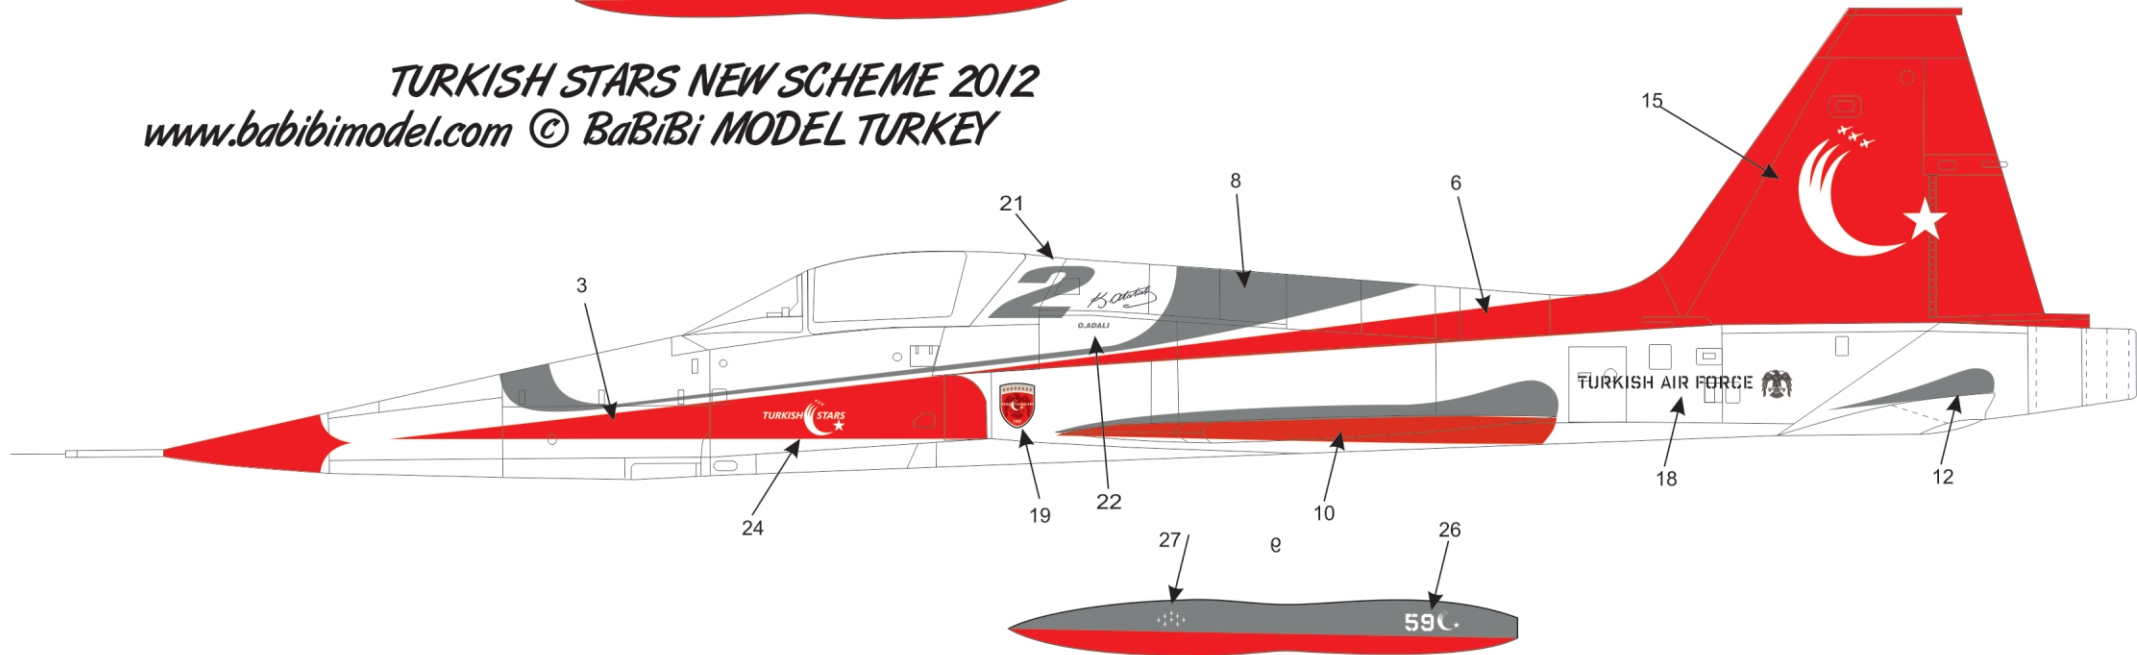 TURKISH STARS NEW SCHEME 2012
www.babibimodel.com © BaBiBi MODEL TURKEY
15
8
6
21
3
2
K. Atatürk
O.ADALI
TURKISH STARS
TURKISH AIR FORCE
24
19
22
10
18
12
27
e
26
59